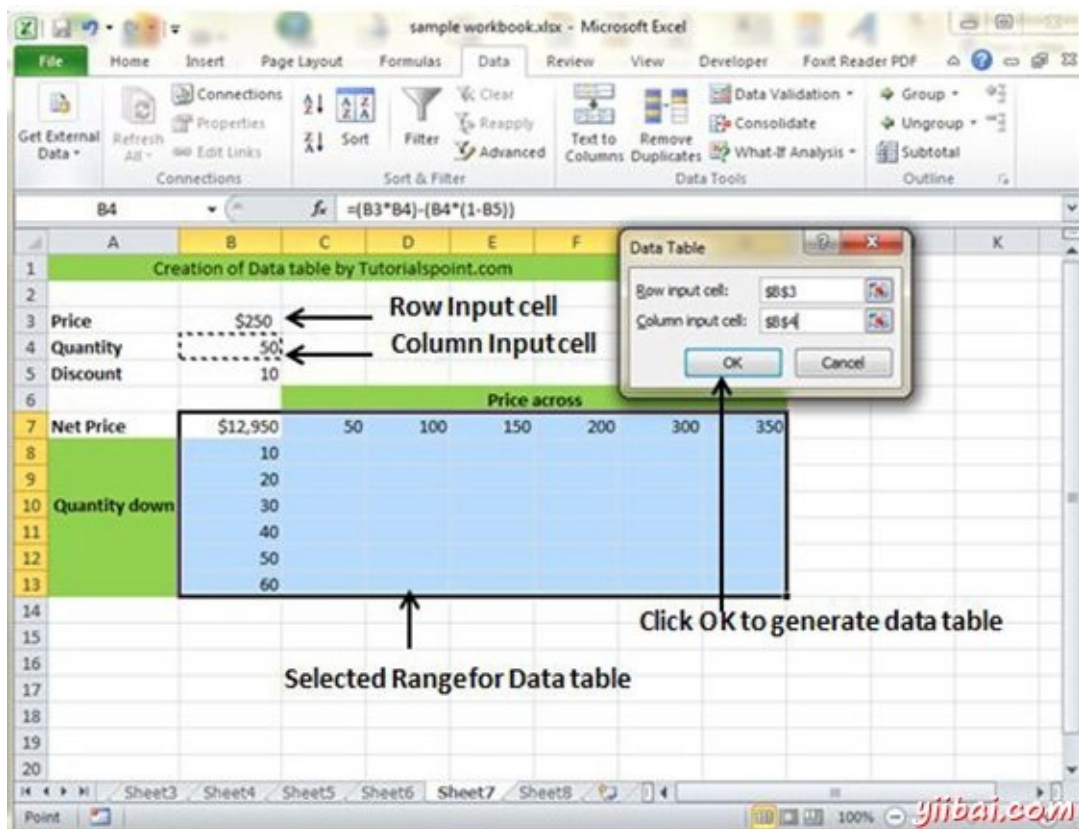 sample workbook.xlsx - Microsoft Excel
File Home Insert Page Layout Formulas Data Review View Developer Foxit Reader PDF
Get External Data
Refresh All
Connections
Properties
Edit Links
Connections
Sort
Filter
Clear
Reapply
Advanced
Sort & Filter
Text to Columns
Remove Duplicates
Data Validation
Consolidate
What-If Analysis
Data Tools
Group
Ungroup
Subtotal
Outline
B4 fx =(B3*B4)-(B4*(1-B5))
A B C D E F K
1 Creation of Data table by Tutorialspoint.com
2
3 Price $250
4 Quantity 50
5 Discount 10
6 Price across
7 Net Price $12,950 50 100 150 200 300 350
8 10
9 20
10 Quantity down 30
11 40
12 50
13 60
14
15
16
17
18
19
20
Row Input cell
Column Input cell
Data Table
Row input cell: $B$3
Column input cell: $B$4
OK Cancel
Click OK to generate data table
Selected Range for Data table
Sheet3 Sheet4 Sheet5 Sheet6 Sheet7 Sheet8
Point 100%
yiibai.com